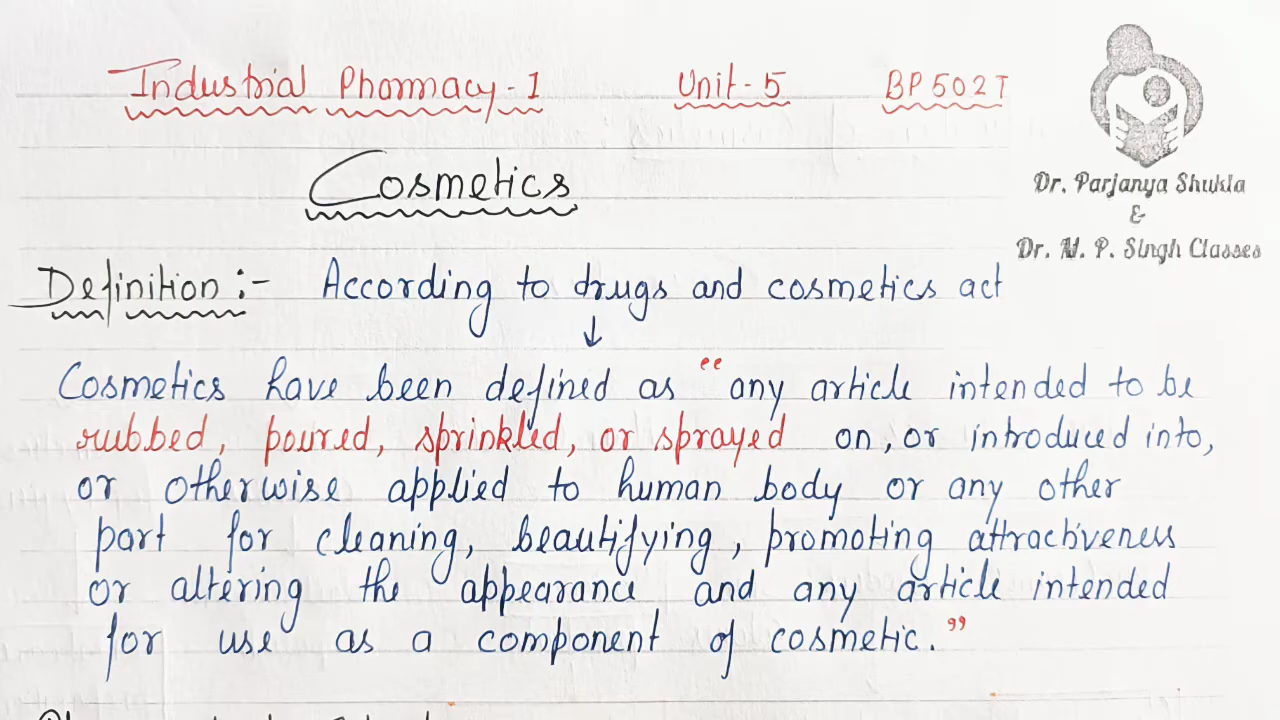 Industrial Pharmacy-1 Unit-5 BP502T
Dr. Parjanya Shukla
&
Dr. M. P. Singh Classes
Cosmetics
Definition :- According to drugs and cosmetics act
↓
Cosmetics have been defined as “any article intended to be
rubbed, poured, sprinkled, or sprayed on, or introduced into,
or otherwise applied to human body or any other
part for cleaning, beautifying, promoting attractiveness
or altering the appearance and any article intended
for use as a component of cosmetic.”